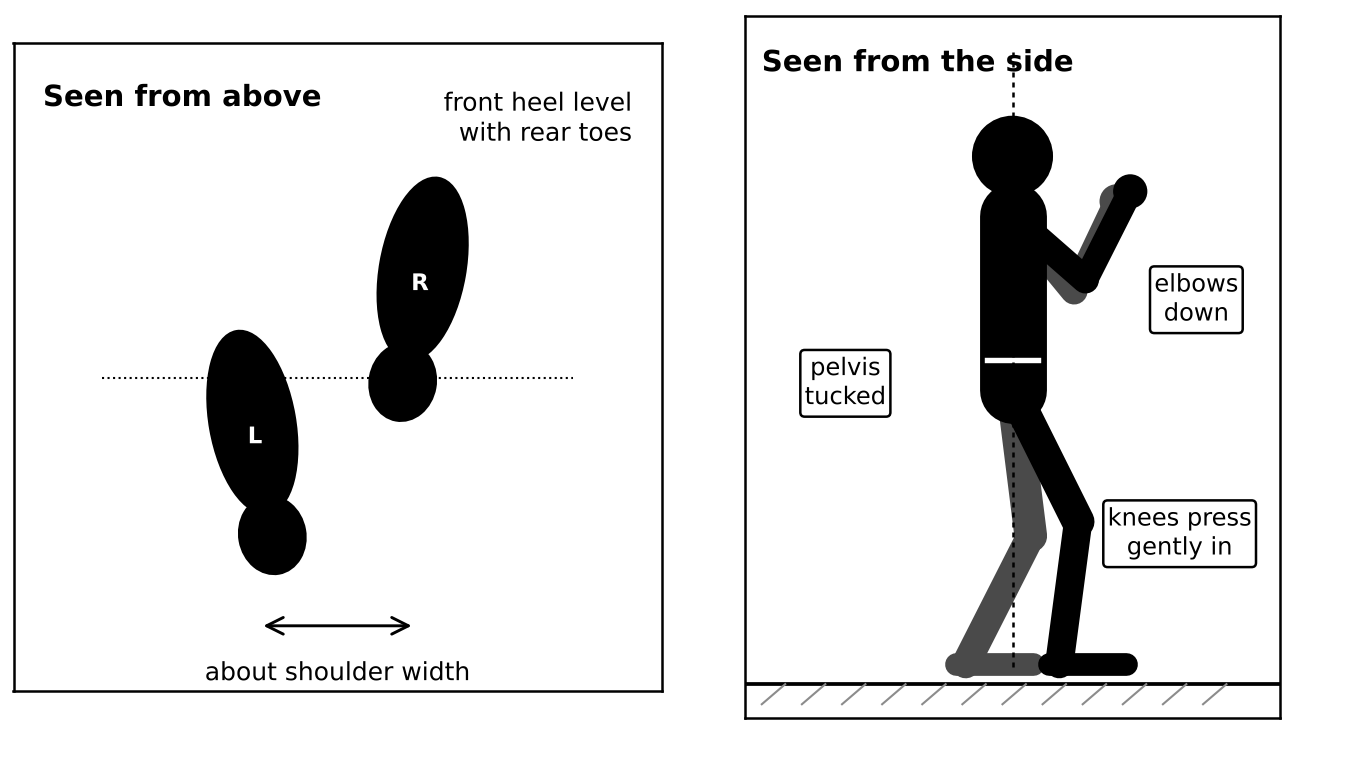 Seen from above
front heel level
with rear toes
R
L
about shoulder width
Seen from the side
elbows
down
pelvis
tucked
knees press
gently in